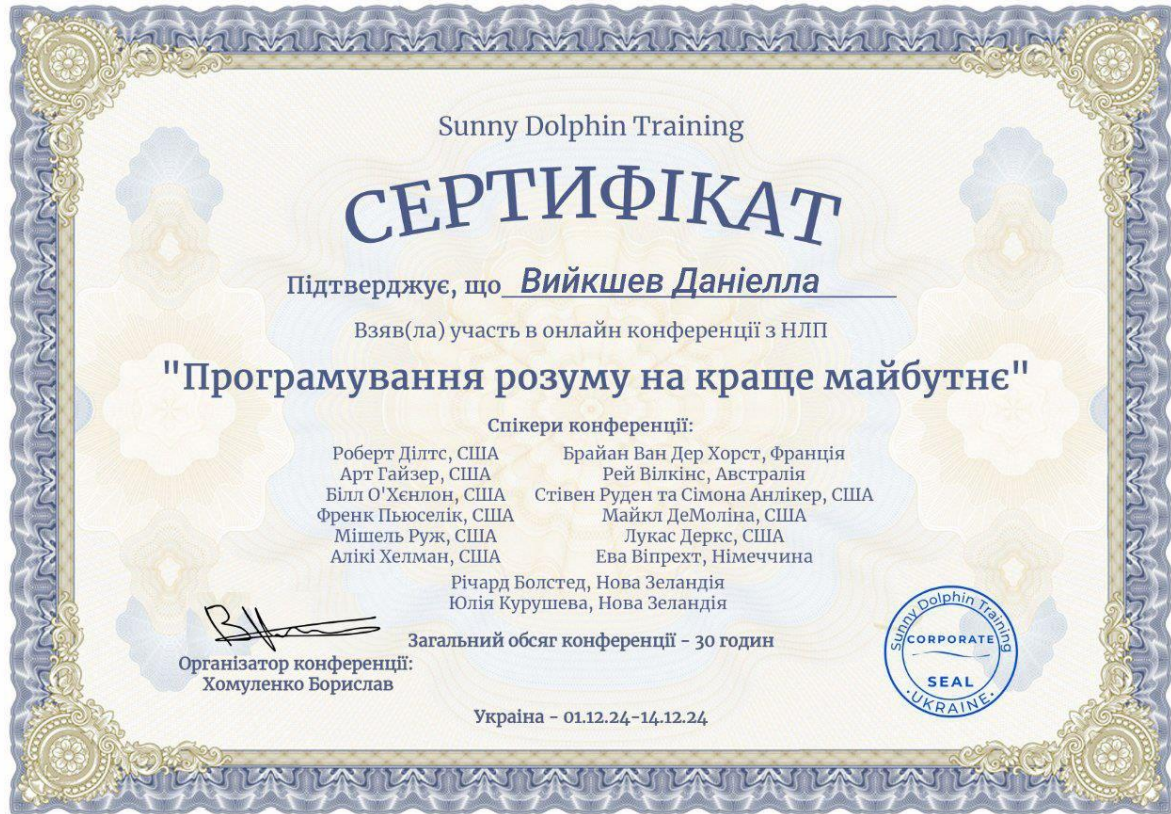 Sunny Dolphin Training
СЕРТИФІКАТ
Підтверджує, що Вийкшев Даніелла
Взяв(ла) участь в онлайн конференції з НЛП
"Програмування розуму на краще майбутнє"
Спікери конференції:
Роберт Ділтс, США
Арт Гайзер, США
Білл О'Хєнлон, США
Френк Пьюселік, США
Мішель Руж, США
Алікі Хелман, США
Брайан Ван Дер Хорст, Франція
Рей Вілкінс, Австралія
Стівен Руден та Сімона Анлікер, США
Майкл ДеМоліна, США
Лукас Деркс, США
Ева Віпрехт, Німеччина
Річард Болстед, Нова Зеландія
Юлія Курушева, Нова Зеландія
Загальний обсяг конференції - 30 годин
Організатор конференції:
Хомуленко Борислав
Sunny Dolphin Training
CORPORATE
SEAL
UKRAINE
Україна - 01.12.24-14.12.24